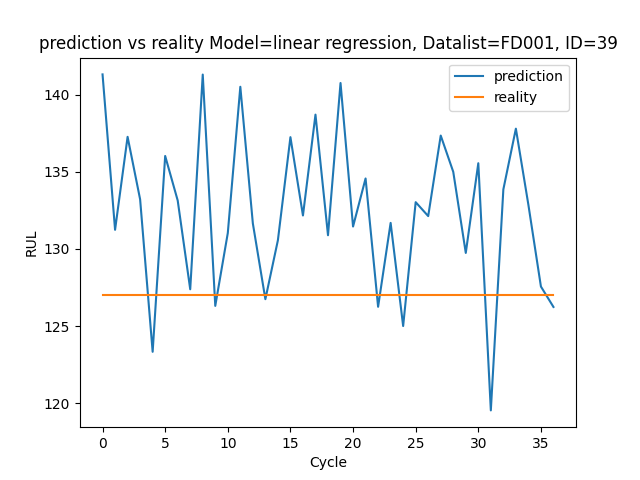 prediction vs reality Model=linear regression, Datalist=FD001, ID=39
prediction
reality
RUL
140
135
130
125
120
0 5 10 15 20 25 30 35
Cycle